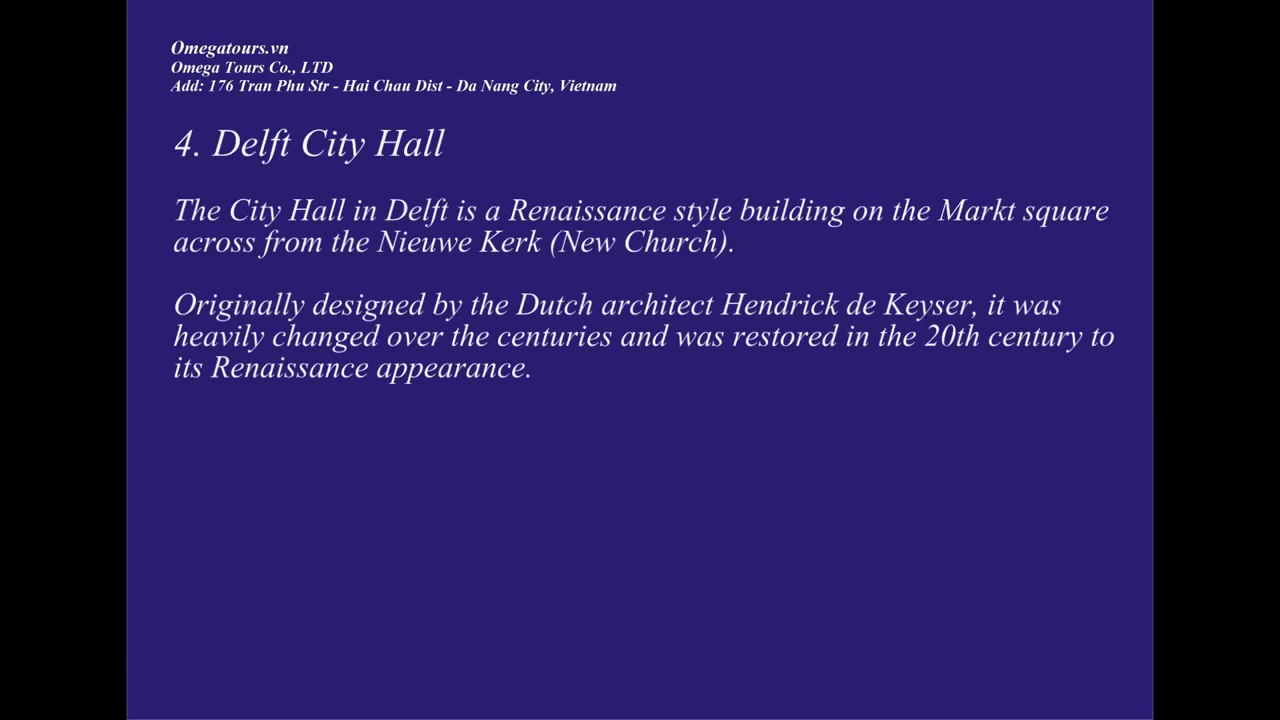 Omegatours.vn
Omega Tours Co., LTD
Add: 176 Tran Phu Str - Hai Chau Dist - Da Nang City, Vietnam
4. Delft City Hall
The City Hall in Delft is a Renaissance style building on the Markt square
across from the Nieuwe Kerk (New Church).
Originally designed by the Dutch architect Hendrick de Keyser, it was
heavily changed over the centuries and was restored in the 20th century to
its Renaissance appearance.